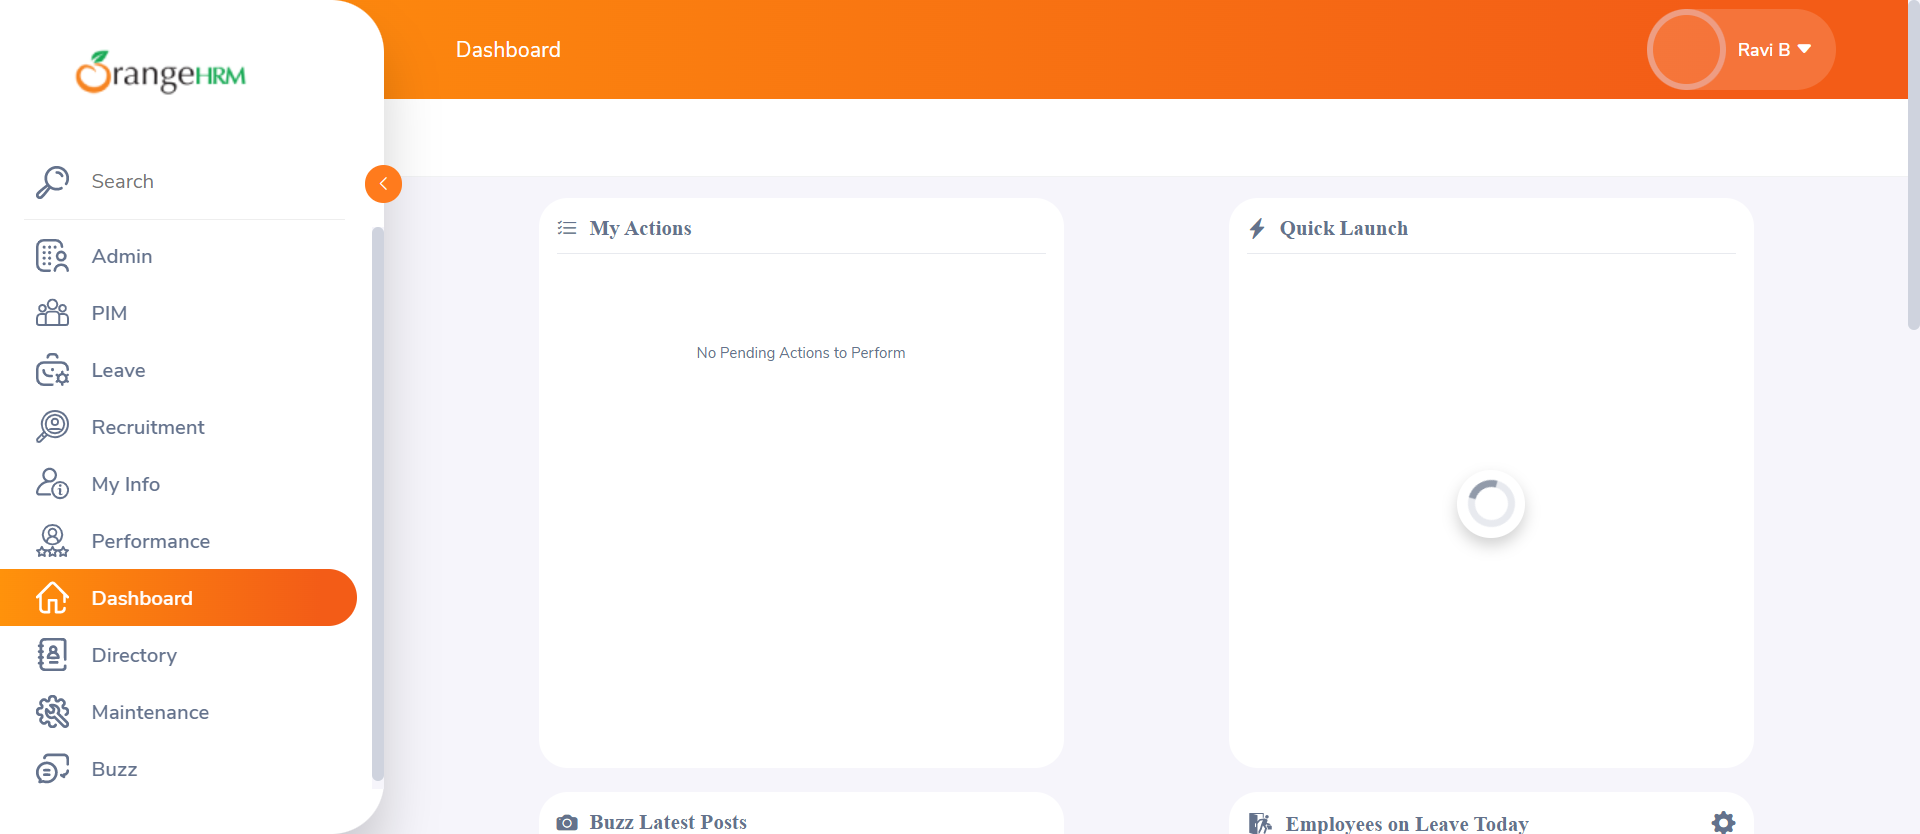 OrangeHRM
Dashboard
Ravi B
Search
Admin
PIM
Leave
Recruitment
My Info
Performance
Dashboard
Directory
Maintenance
Buzz
My Actions
No Pending Actions to Perform
Quick Launch
Buzz Latest Posts
Employees on Leave Today